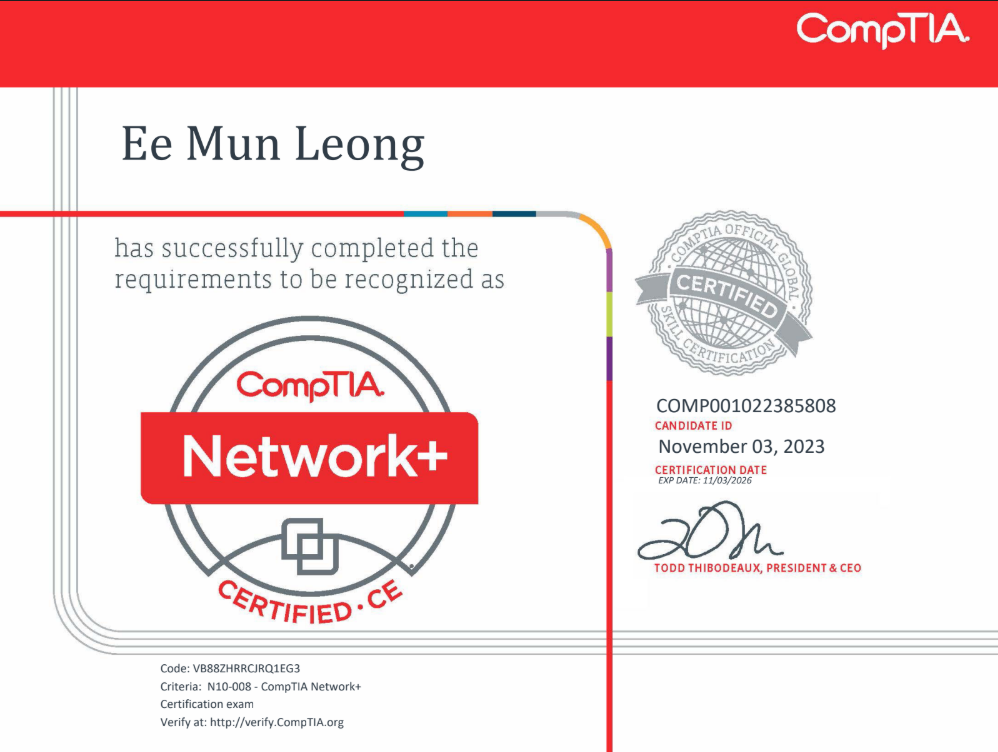 CompTIA.
Ee Mun Leong
has successfully completed the
requirements to be recognized as
COMPTIA OFFICIAL GLOBAL
CERTIFIED
SKILL CERTIFICATION
CompTIA.
Network+
CERTIFIED · CE
COMP001022385808
CANDIDATE ID
November 03, 2023
CERTIFICATION DATE
EXP DATE: 11/03/2026
TODD THIBODEAUX, PRESIDENT & CEO
Code: VB88ZHRRCJRQ1EG3
Criteria: N10-008 - CompTIA Network+
Certification exam
Verify at: http://verify.CompTIA.org